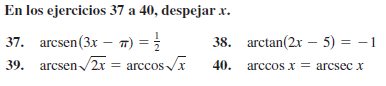 En los ejercicios 37 a 40, despejar x.
37. arcsen(3x − π) = 1/2 38. arctan(2x − 5) = −1
39. arcsen √2x = arccos √x 40. arccos x = arcsec x